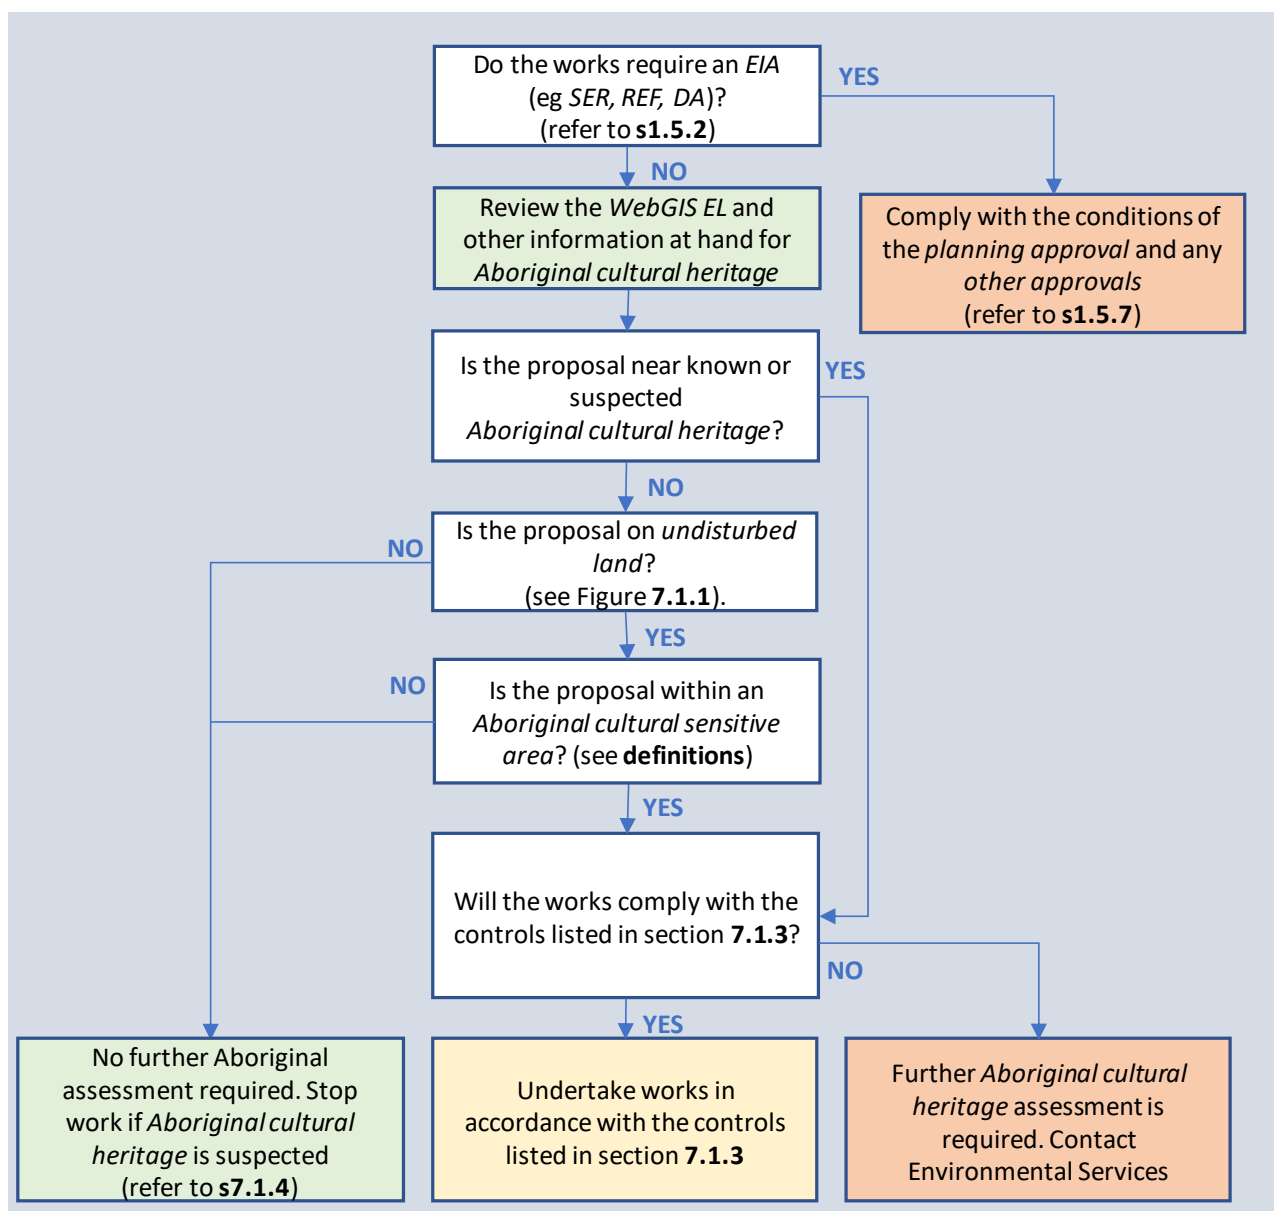 Do the works require an EIA
(eg SER, REF, DA)?
(refer to s1.5.2)
YES
NO
Review the WebGIS EL and
other information at hand for
Aboriginal cultural heritage
Comply with the conditions of
the planning approval and any
other approvals
(refer to s1.5.7)
Is the proposal near known or
suspected
Aboriginal cultural heritage?
YES
NO
Is the proposal on undisturbed
land?
(see Figure 7.1.1).
NO
YES
Is the proposal within an
Aboriginal cultural sensitive
area? (see definitions)
NO
YES
Will the works comply with the
controls listed in section 7.1.3?
NO
YES
No further Aboriginal
assessment required. Stop
work if Aboriginal cultural
heritage is suspected
(refer to s7.1.4)
Undertake works in
accordance with the controls
listed in section 7.1.3
Further Aboriginal cultural
heritage assessment is
required. Contact
Environmental Services